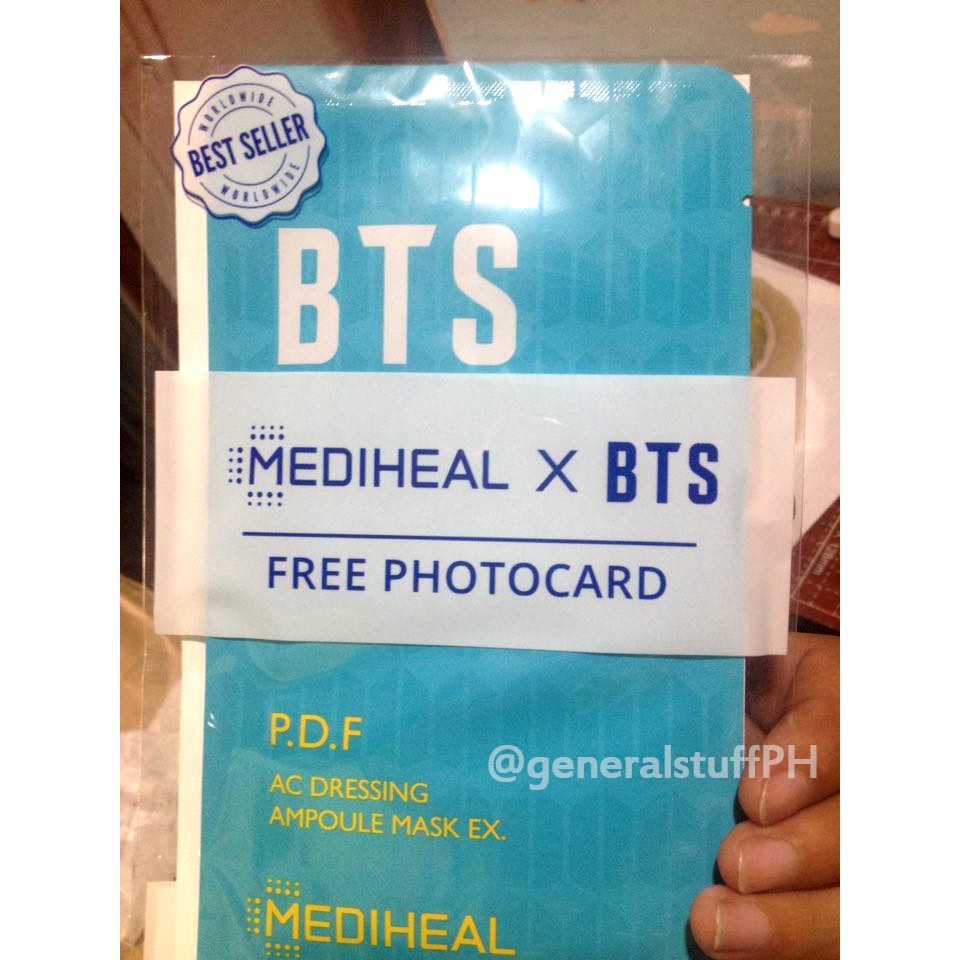 WORLDWIDE
BEST SELLER
WORLDWIDE
BTS
MEDIHEAL X BTS
FREE PHOTOCARD
P.D.F
@generalstuffPH
AC DRESSING
AMPOULE MASK EX.
MEDIHEAL